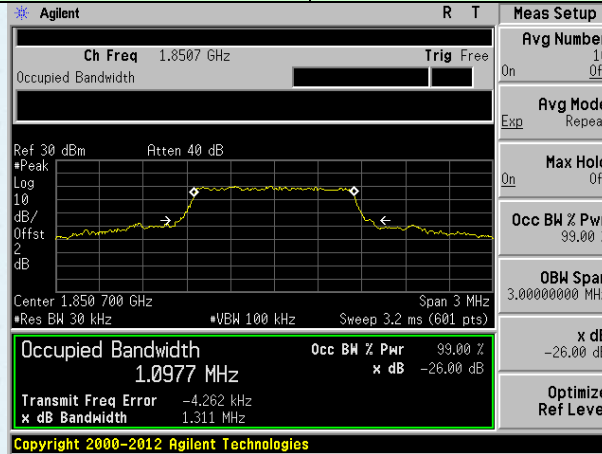 Agilent R T
Ch Freq 1.8507 GHz Trig Free
Occupied Bandwidth
Ref 30 dBm Atten 40 dB
#Peak
Log
10
dB/
Offst
2
dB
Center 1.850 700 GHz Span 3 MHz
#Res BW 30 kHz #VBW 100 kHz Sweep 3.2 ms (601 pts)
Occupied Bandwidth Occ BW % Pwr 99.00 %
1.0977 MHz x dB -26.00 dB
Transmit Freq Error -4.262 kHz
x dB Bandwidth 1.311 MHz
Copyright 2000-2012 Agilent Technologies
Meas Setup
Avg Number
On
Avg Mode
Exp Repea
Max Hold
On
Occ BW % Pwr
99.00
OBW Span
3.00000000 MH
x dB
-26.00 dB
Optimize
Ref Level